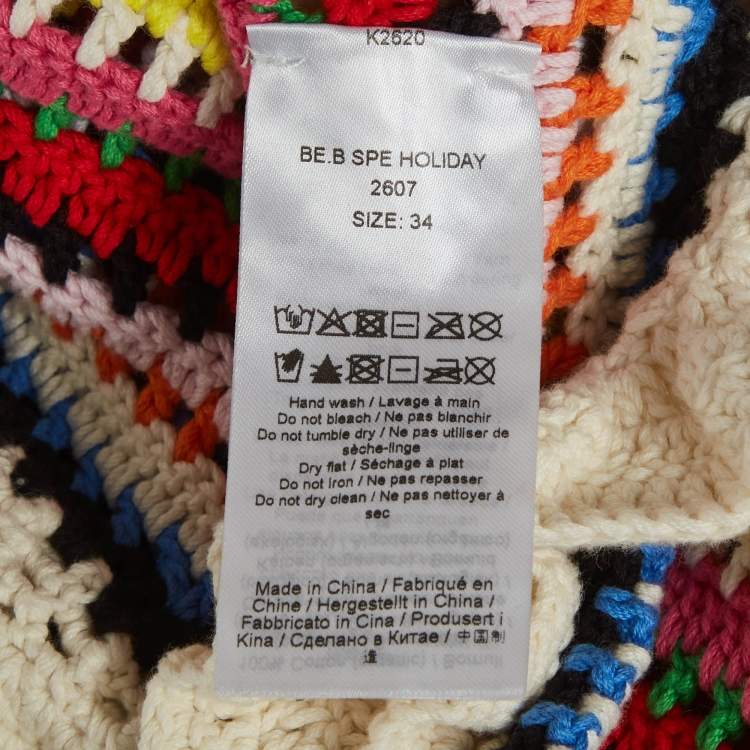 K2620
BE.B SPE HOLIDAY
2607
SIZE: 34
Hand wash / Lavage à main
Do not bleach / Ne pas blanchir
Do not tumble dry / Ne pas utiliser de
sèche-linge
Dry flat / Séchage à plat
Do not iron / Ne pas repasser
Do not dry clean / Ne pas nettoyer à
sec
Made in China / Fabriqué en
Chine / Hergestellt in China /
Fabbricato in Cina / Produsert i
Kina / Сделано в Китае / 中国制
造